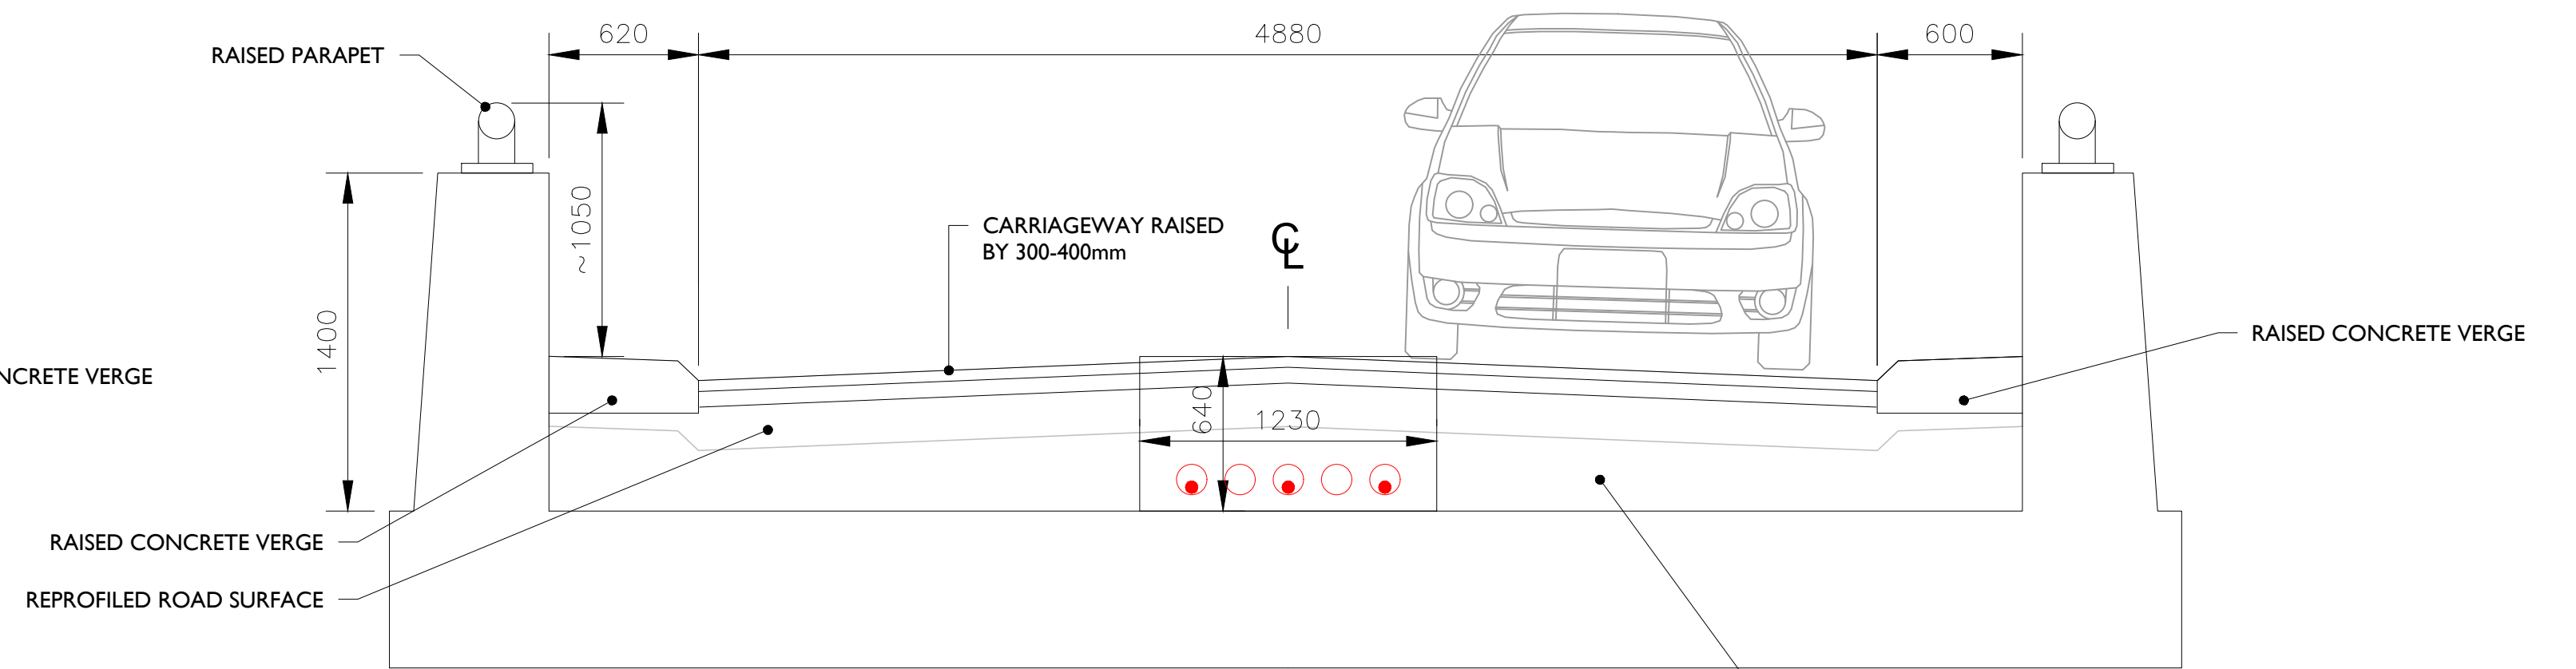 620
4880
600
RAISED PARAPET
~1050
1400
CARRIAGEWAY RAISED
BY 300-400mm
℄
RAISED CONCRETE VERGE
NCRETE VERGE
640
1230
RAISED CONCRETE VERGE
REPROFILED ROAD SURFACE